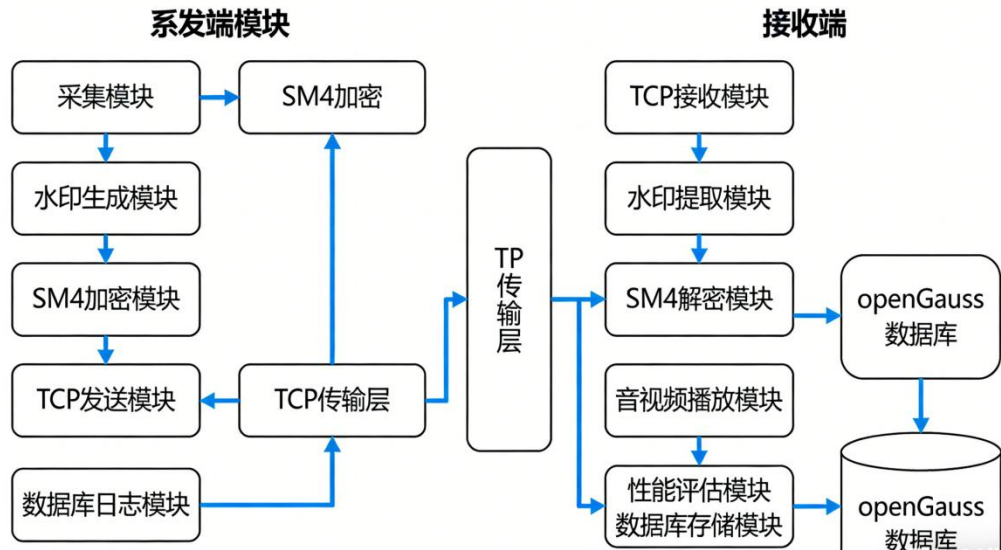 系发端模块
接收端
采集模块
SM4加密
TCP接收模块
水印生成模块
水印提取模块
TP
传
输
层
SM4加密模块
SM4解密模块
openGauss
数据库
TCP发送模块
TCP传输层
音视频播放模块
数据库日志模块
性能评估模块
数据库存储模块
openGauss
数据库